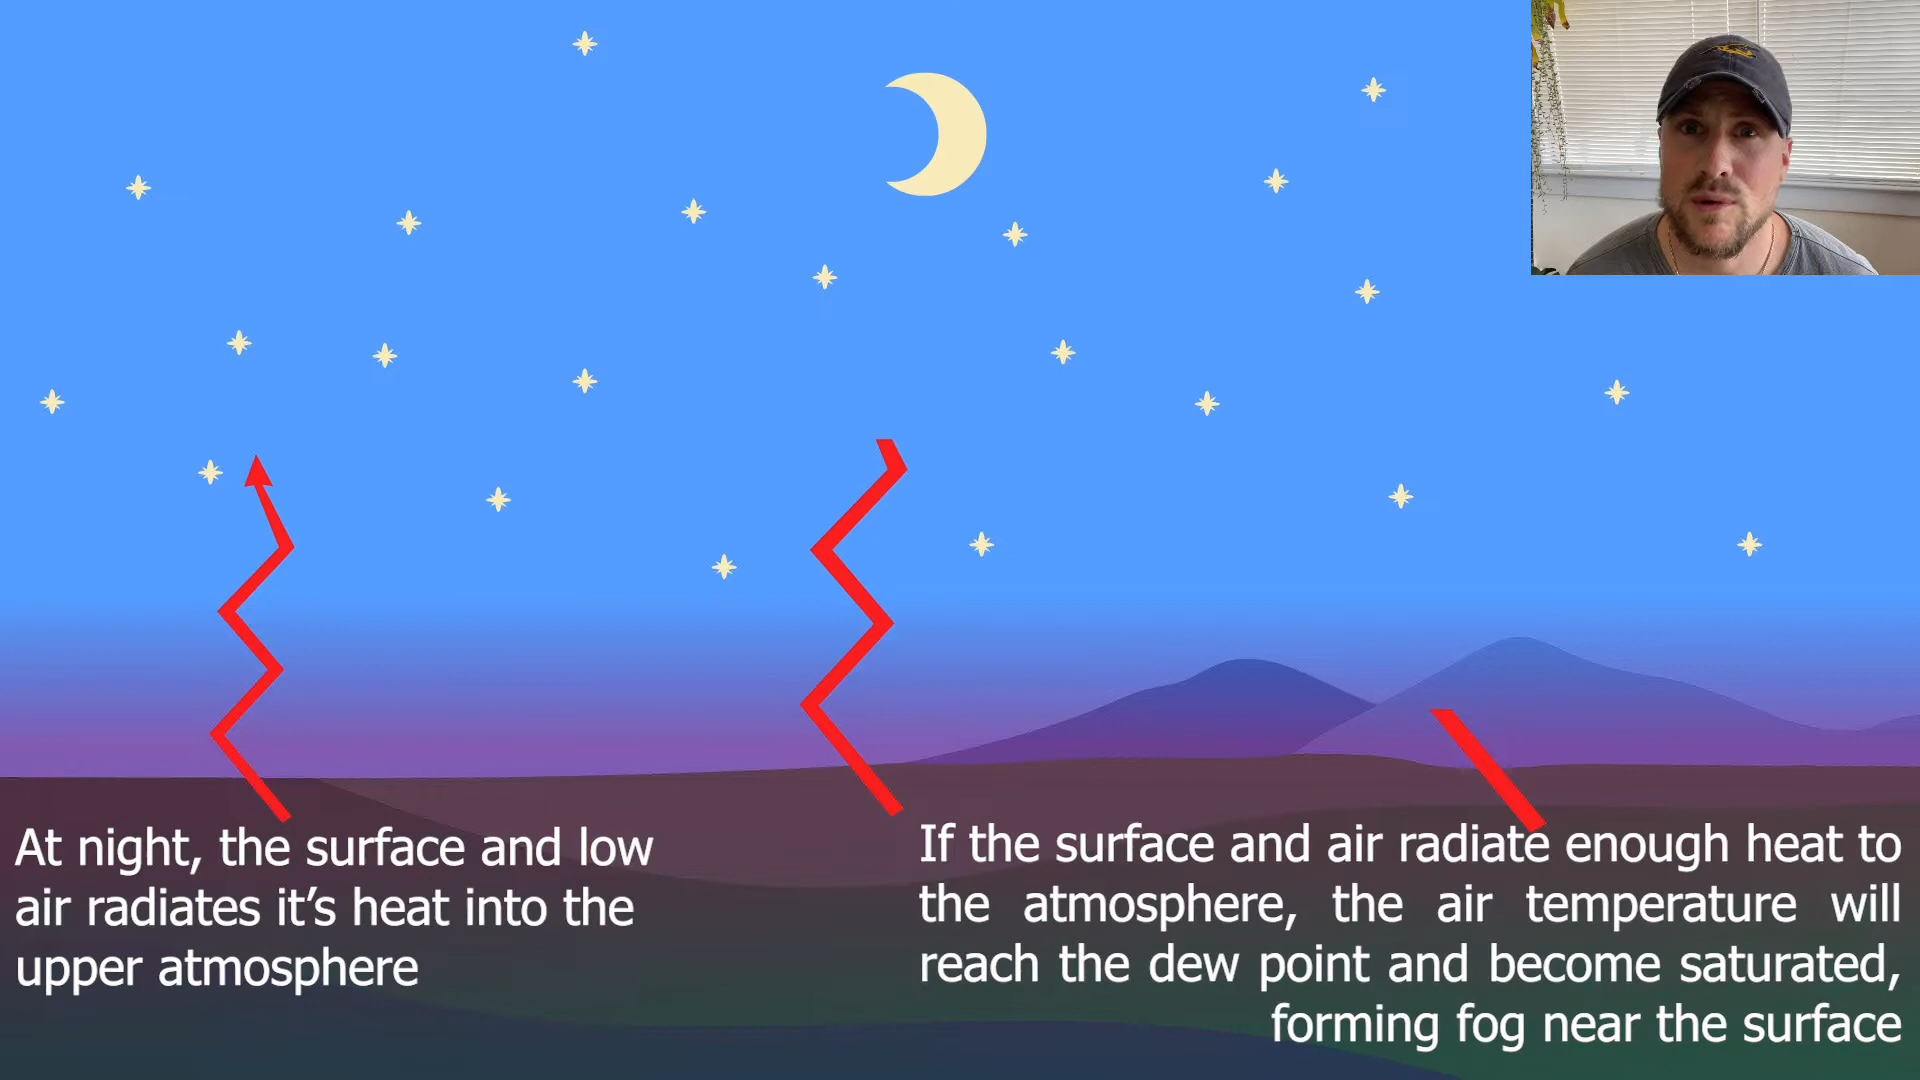 At night, the surface and low
air radiates it’s heat into the
upper atmosphere
If the surface and air radiate enough heat to
the atmosphere, the air temperature will
reach the dew point and become saturated,
forming fog near the surface